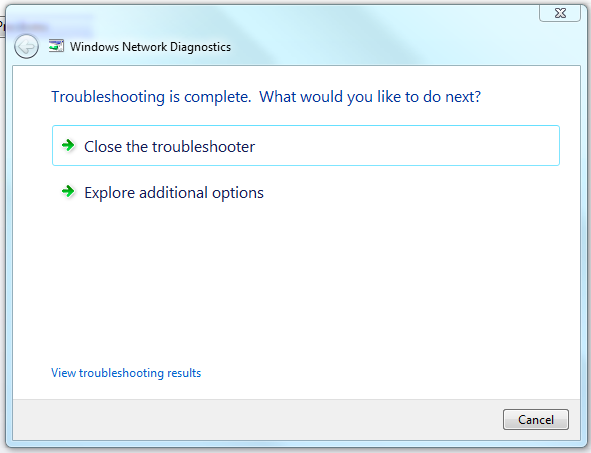 Windows Network Diagnostics
Troubleshooting is complete. What would you like to do next?
Close the troubleshooter
Explore additional options
View troubleshooting results
Cancel